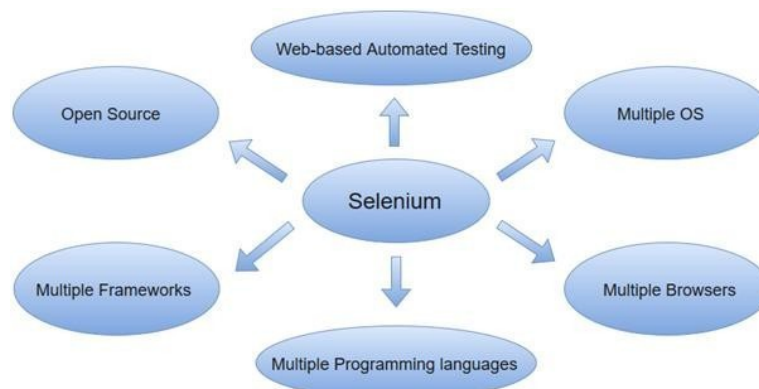 Web-based Automated Testing
Open Source
Multiple OS
Selenium
Multiple Frameworks
Multiple Browsers
Multiple Programming languages